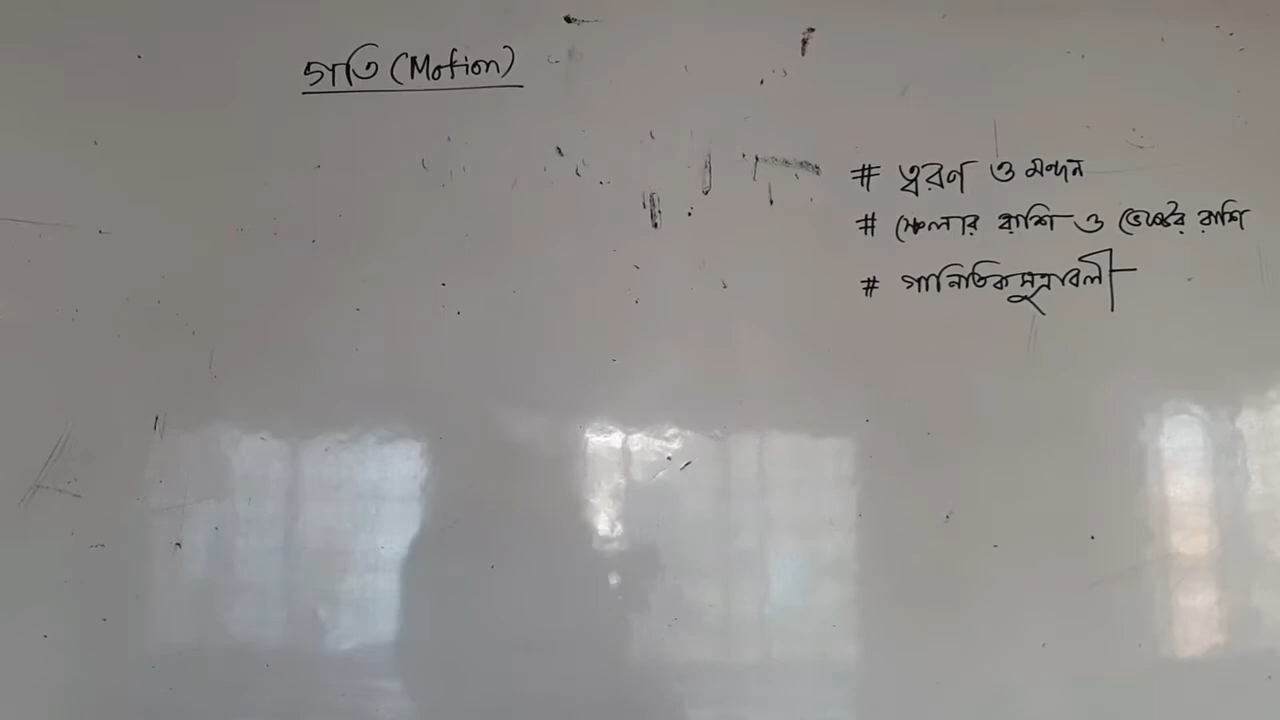 গতি (Motion)
# ত্বরণ ও মন্দন
# স্কেলার রাশি ও ভেক্টর রাশি
# গানিতিক সূত্রাবলী